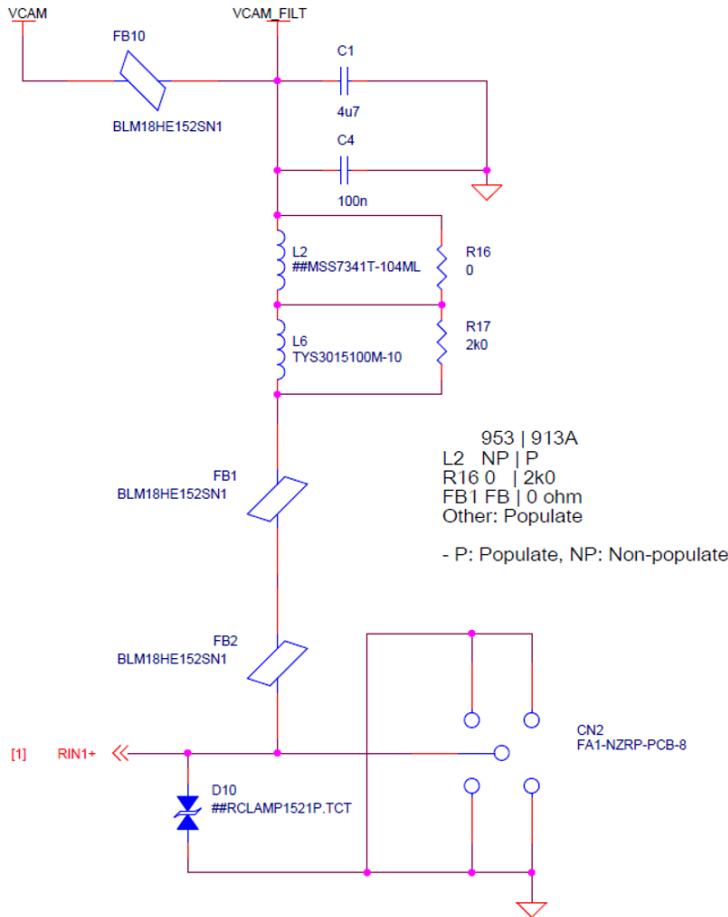 VCAM
VCAM_FILT
FB10
BLM18HE152SN1
C1
4u7
C4
100n
L2
##MSS7341T-104ML
R16
0
L6
TYS3015100M-10
R17
2k0
953 | 913A
L2 NP | P
R16 0 | 2k0
FB1 FB | 0 ohm
Other: Populate
- P: Populate, NP: Non-populate
FB1
BLM18HE152SN1
FB2
BLM18HE152SN1
CN2
FA1-NZRP-PCB-8
[1] RIN1+
D10
##RCLAMP1521P.TCT